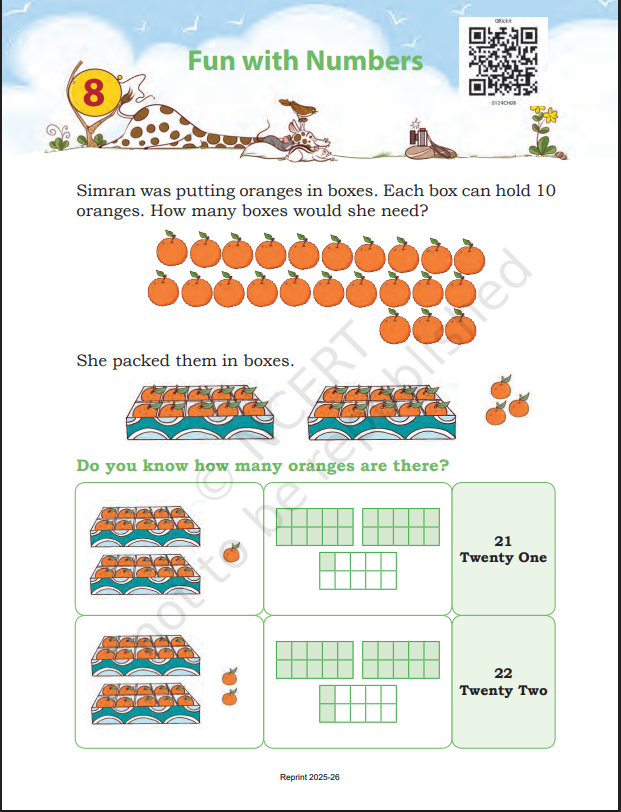 QRickit
0124CH08
Fun with Numbers
8
Simran was putting oranges in boxes. Each box can hold 10
oranges. How many boxes would she need?
She packed them in boxes.
Do you know how many oranges are there?
21
Twenty One
22
Twenty Two
© NCERT
not to be republished
Reprint 2025-26